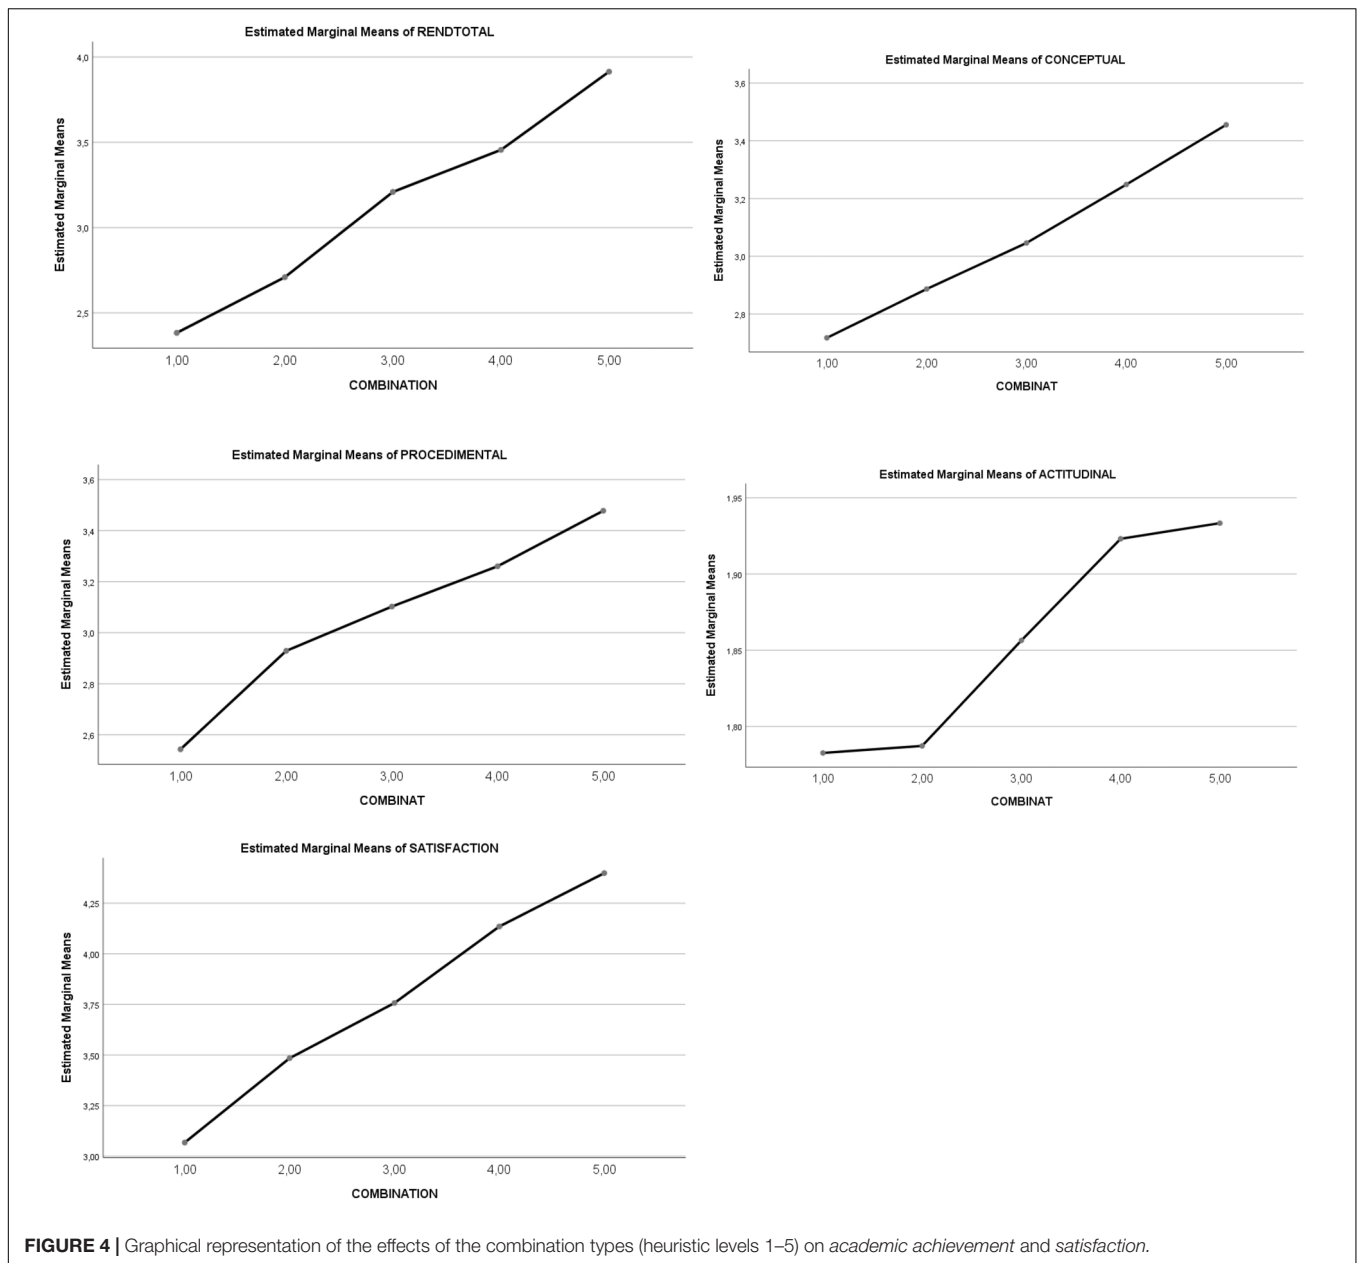 Estimated Marginal Means of RENDTOTAL
Estimated Marginal Means
4,0
3,5
3,0
2,5
1,00 2,00 3,00 4,00 5,00
COMBINATION
Estimated Marginal Means of CONCEPTUAL
Estimated Marginal Means
3,6
3,4
3,2
3,0
2,8
1,00 2,00 3,00 4,00 5,00
COMBINAT
Estimated Marginal Means of PROCEDIMENTAL
Estimated Marginal Means
3,6
3,4
3,2
3,0
2,8
2,6
1,00 2,00 3,00 4,00 5,00
COMBINAT
Estimated Marginal Means of ACTITUDINAL
Estimated Marginal Means
1,95
1,90
1,85
1,80
1,00 2,00 3,00 4,00 5,00
COMBINAT
Estimated Marginal Means of SATISFACTION
Estimated Marginal Means
4,25
4,00
3,75
3,50
3,25
3,00
1,00 2,00 3,00 4,00 5,00
COMBINATION
FIGURE 4 | Graphical representation of the effects of the combination types (heuristic levels 1–5) on academic achievement and satisfaction.